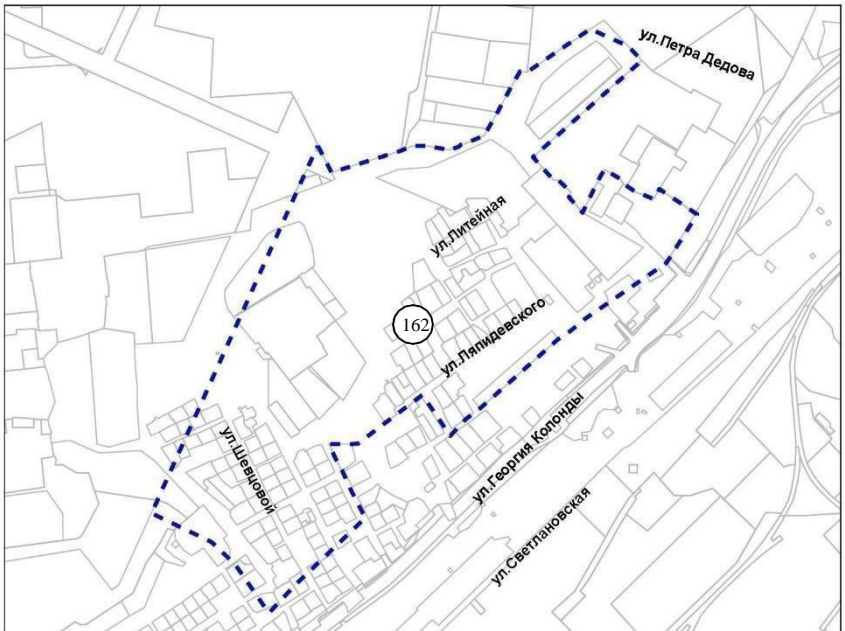 ул.Петра Дедова
ул.Литейная
162
ул.Ляпидевского
ул.Шевцовой
ул.Георгия Колонды
ул.Светлановская